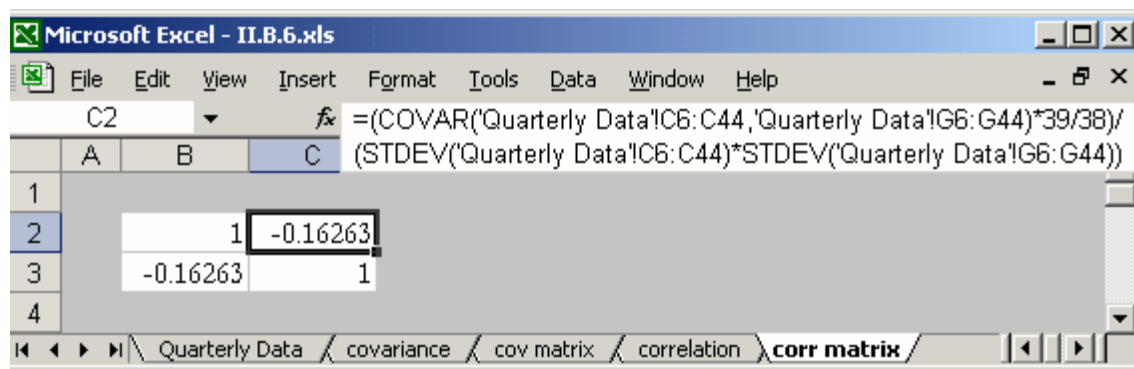 Microsoft Excel - II.B.6.xls
File Edit View Insert Format Tools Data Window Help
C2 fx =(COVAR('Quarterly Data'!C6:C44,'Quarterly Data'!G6:G44)*39/38)/
(STDEV('Quarterly Data'!C6:C44)*STDEV('Quarterly Data'!G6:G44))
A B C
1
2 1 -0.16263
3 -0.16263 1
4
Quarterly Data covariance cov matrix correlation corr matrix